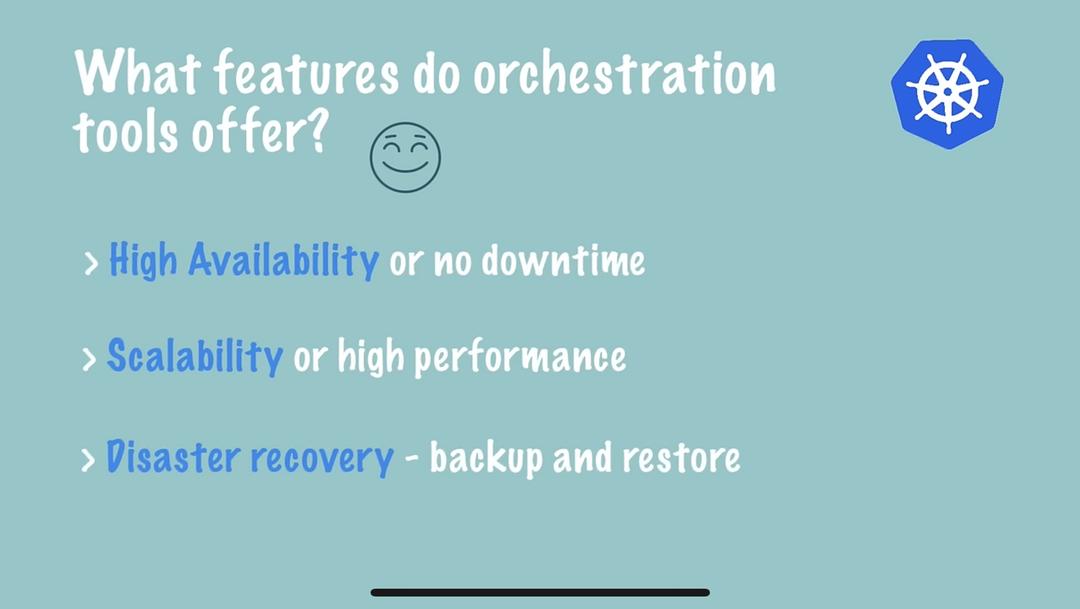 What features do orchestration
tools offer?
> High Availability or no downtime
> Scalability or high performance
> Disaster recovery - backup and restore